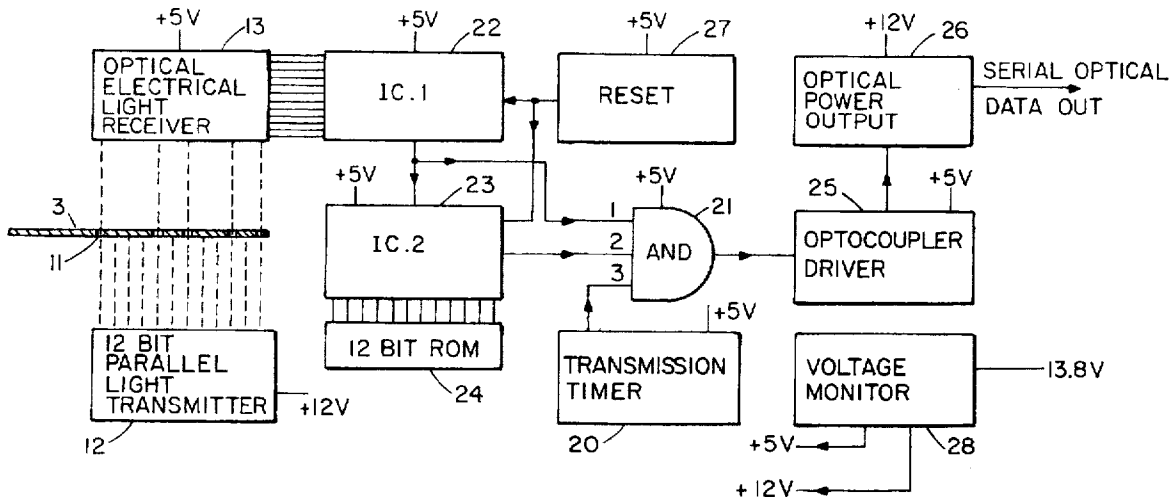 +5V
13
OPTICAL
ELECTRICAL
LIGHT
RECEIVER
+5V
22
IC.1
+5V
27
RESET
+12V
26
OPTICAL
POWER
OUTPUT
SERIAL OPTICAL
DATA OUT
3
11
+5V
23
IC.2
1
2
3
+5V
21
AND
25
+5V
OPTOCOUPLER
DRIVER
12 BIT
PARALLEL
LIGHT
TRANSMITTER
+12V
12
12 BIT ROM
24
+5V
TRANSMISSION
TIMER
20
VOLTAGE
MONITOR
13.8V
+5V
28
+12V